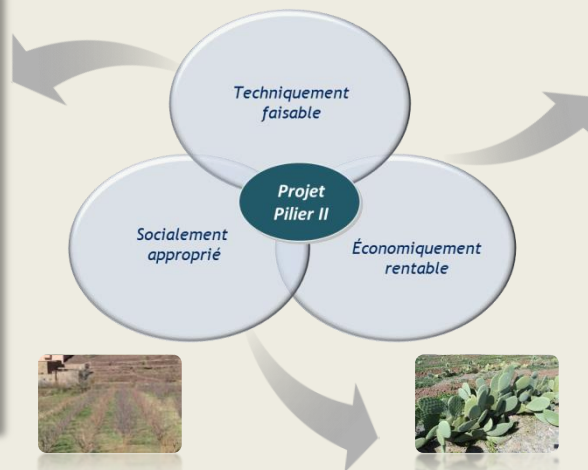 Techniquement
faisable
Projet
Pilier II
Socialement
approprié
Économiquement
rentable